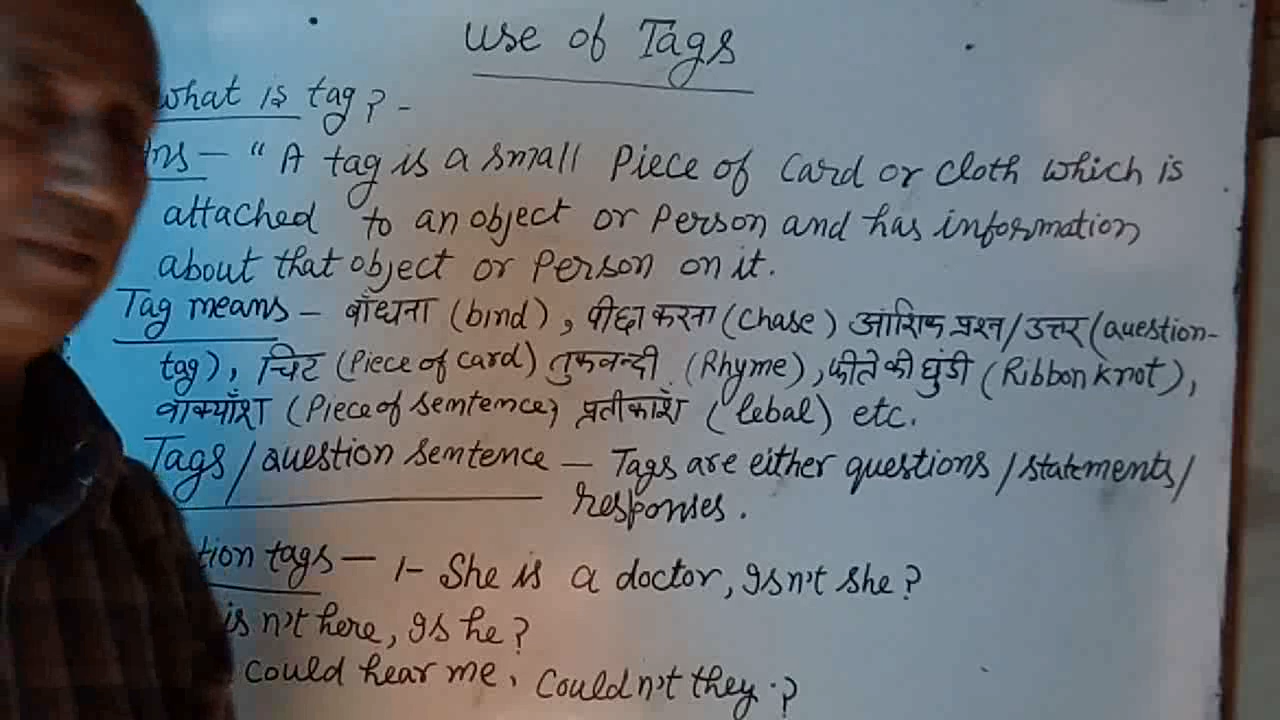 use of Tags
what is tag? -
Ans - " A tag is a small Piece of Card or Cloth which is
attached to an object or Person and has information
about that object or Person on it.
Tag means - बाँधना (bind), पीछा करना (Chase) आंशिक प्रश्न/उत्तर (question-
tag), चिट (Piece of Card) तुकबन्दी (Rhyme), फीते की घुंडी (Ribbon knot),
वाक्याँश (Piece of Sentence) प्रतीकाँश (lebal) etc.
Tags / question sentence - Tags are either questions / statements /
responses.
tion tags - 1- She is a doctor, Isn't she?
isn't here, Is he?
Could hear me, Couldn't they ?